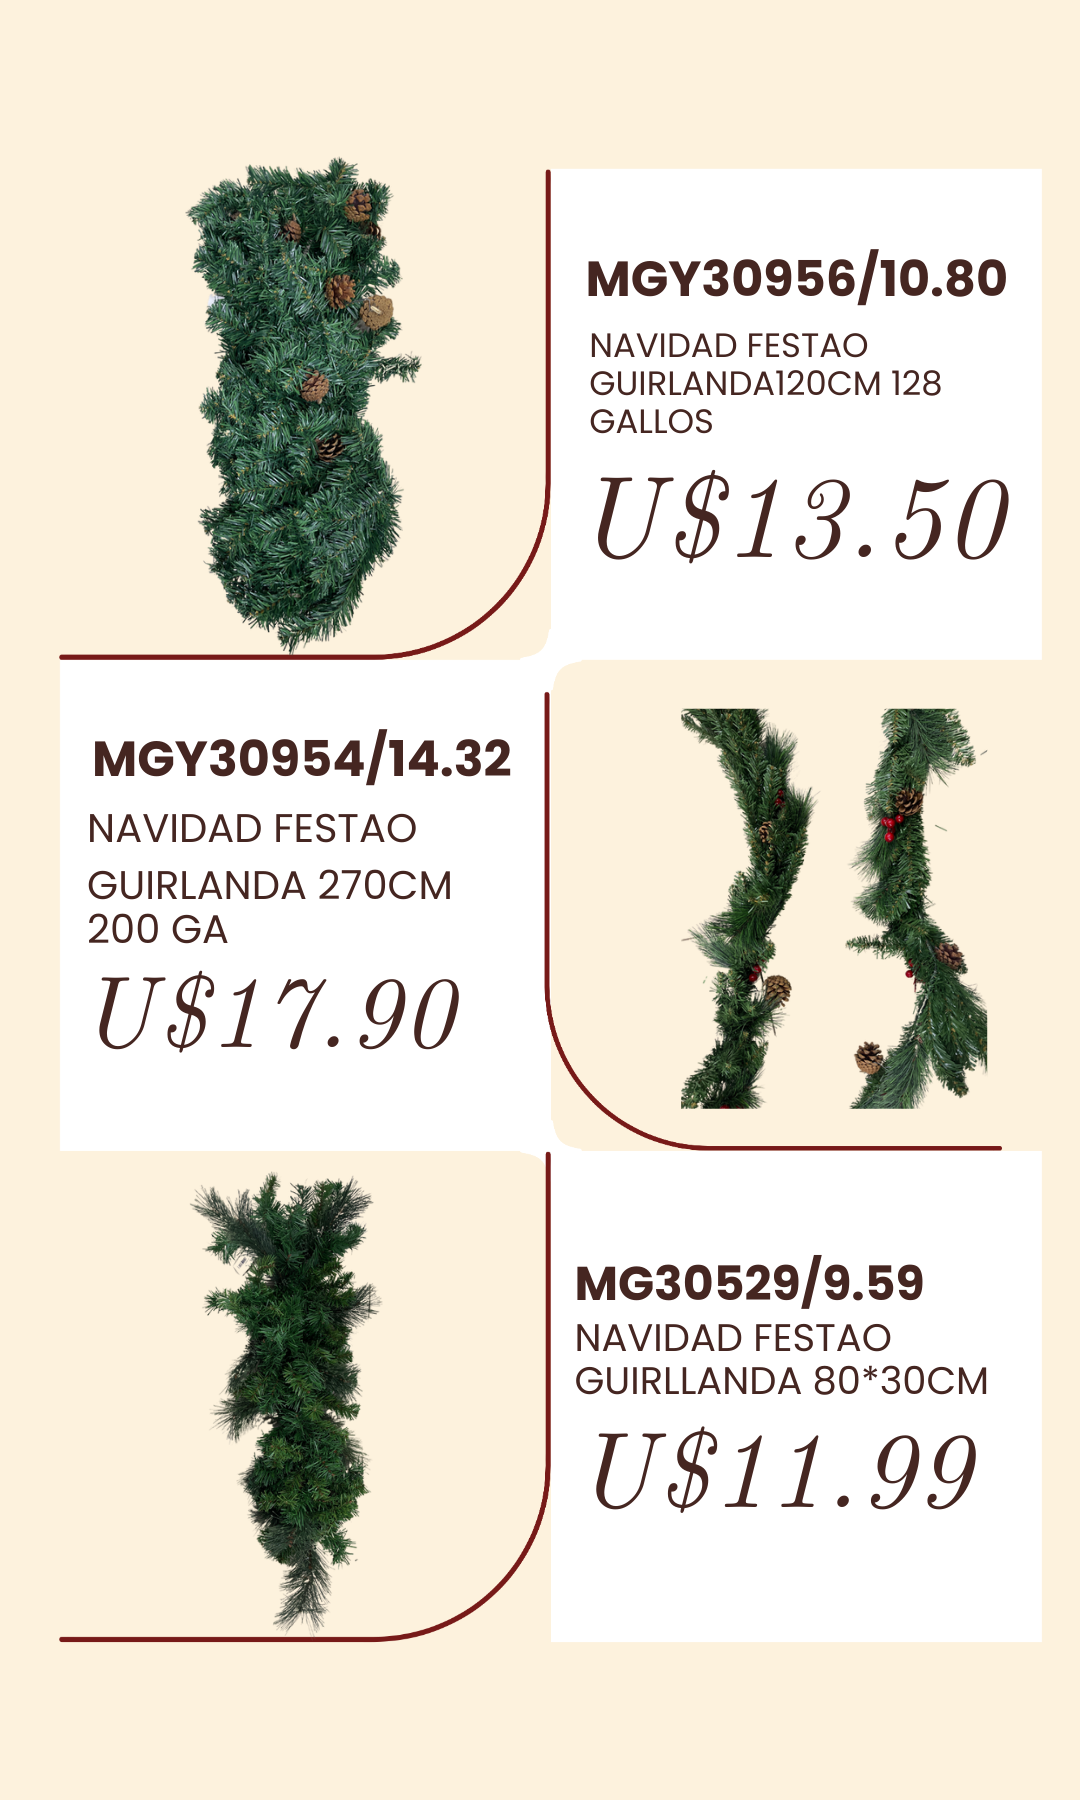 MGY30956/10.80
NAVIDAD FESTAO
GUIRLANDA120CM 128
GALLOS
U$13.50
MGY30954/14.32
NAVIDAD FESTAO
GUIRLANDA 270CM
200 GA
U$17.90
MG30529/9.59
NAVIDAD FESTAO
GUIRLLANDA 80*30CM
U$11.99